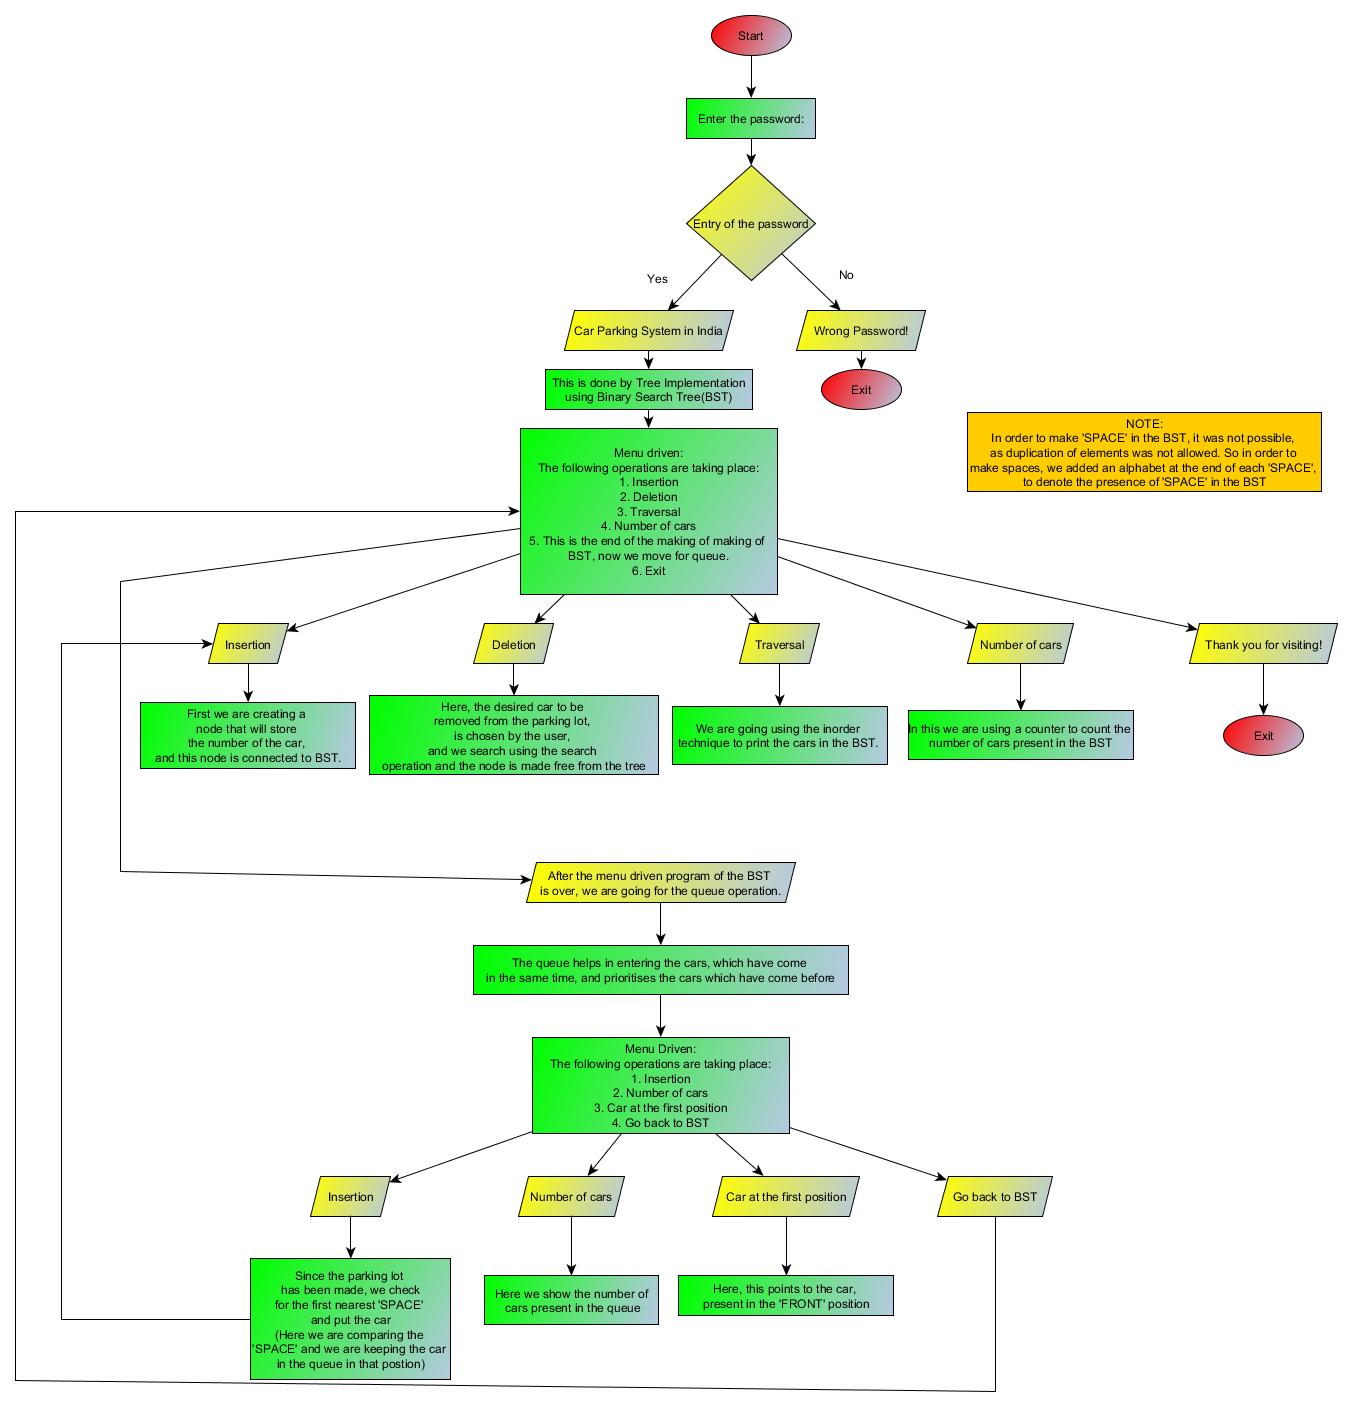 Start
Enter the password:
Entry of the password
Yes
No
Car Parking System in India
Wrong Password!
This is done by Tree Implementation
using Binary Search Tree(BST)
Exit
NOTE:
In order to make 'SPACE' in the BST, it was not possible,
as duplication of elements was not allowed. So in order to
make spaces, we added an alphabet at the end of each 'SPACE',
to denote the presence of 'SPACE' in the BST
Menu driven:
The following operations are taking place:
1. Insertion
2. Deletion
3. Traversal
4. Number of cars
5. This is the end of the making of making of
BST, now we move for queue.
6. Exit
Insertion
Deletion
Traversal
Number of cars
Thank you for visiting!
First we are creating a
node that will store
the number of the car,
and this node is connected to BST.
Here, the desired car to be
removed from the parking lot,
is chosen by the user,
and we search using the search
operation and the node is made free from the tree
We are going using the inorder
technique to print the cars in the BST.
In this we are using a counter to count the
number of cars present in the BST
Exit
After the menu driven program of the BST
is over, we are going for the queue operation.
The queue helps in entering the cars, which have come
in the same time, and prioritises the cars which have come before
Menu Driven:
The following operations are taking place:
1. Insertion
2. Number of cars
3. Car at the first position
4. Go back to BST
Insertion
Number of cars
Car at the first position
Go back to BST
Since the parking lot
has been made, we check
for the first nearest 'SPACE'
and put the car
(Here we are comparing the
'SPACE' and we are keeping the car
in the queue in that postion)
Here we show the number of
cars present in the queue
Here, this points to the car,
present in the 'FRONT' position